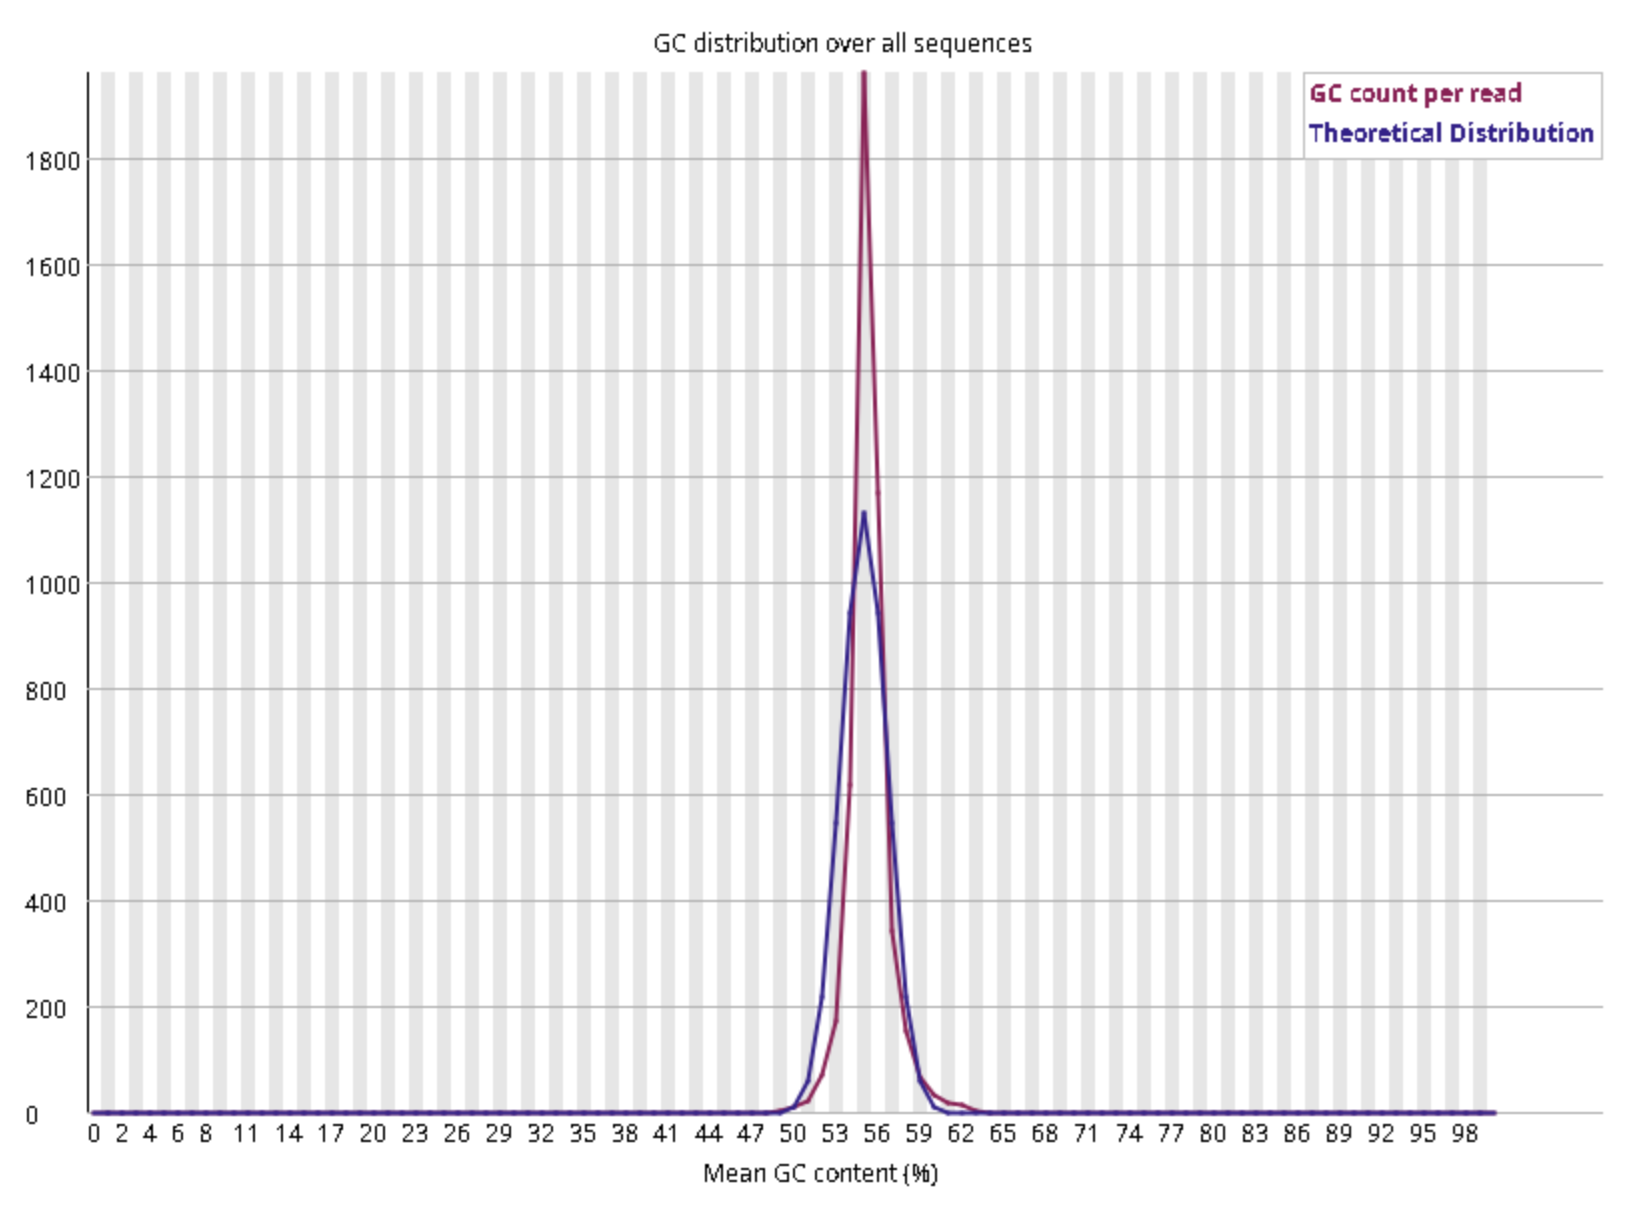 GC distribution over all sequences
GC count per read
Theoretical Distribution
1800
1600
1400
1200
1000
800
600
400
200
0
0 2 4 6 8 11 14 17 20 23 26 29 32 35 38 41 44 47 50 53 56 59 62 65 68 71 74 77 80 83 86 89 92 95 98
Mean GC content (%)